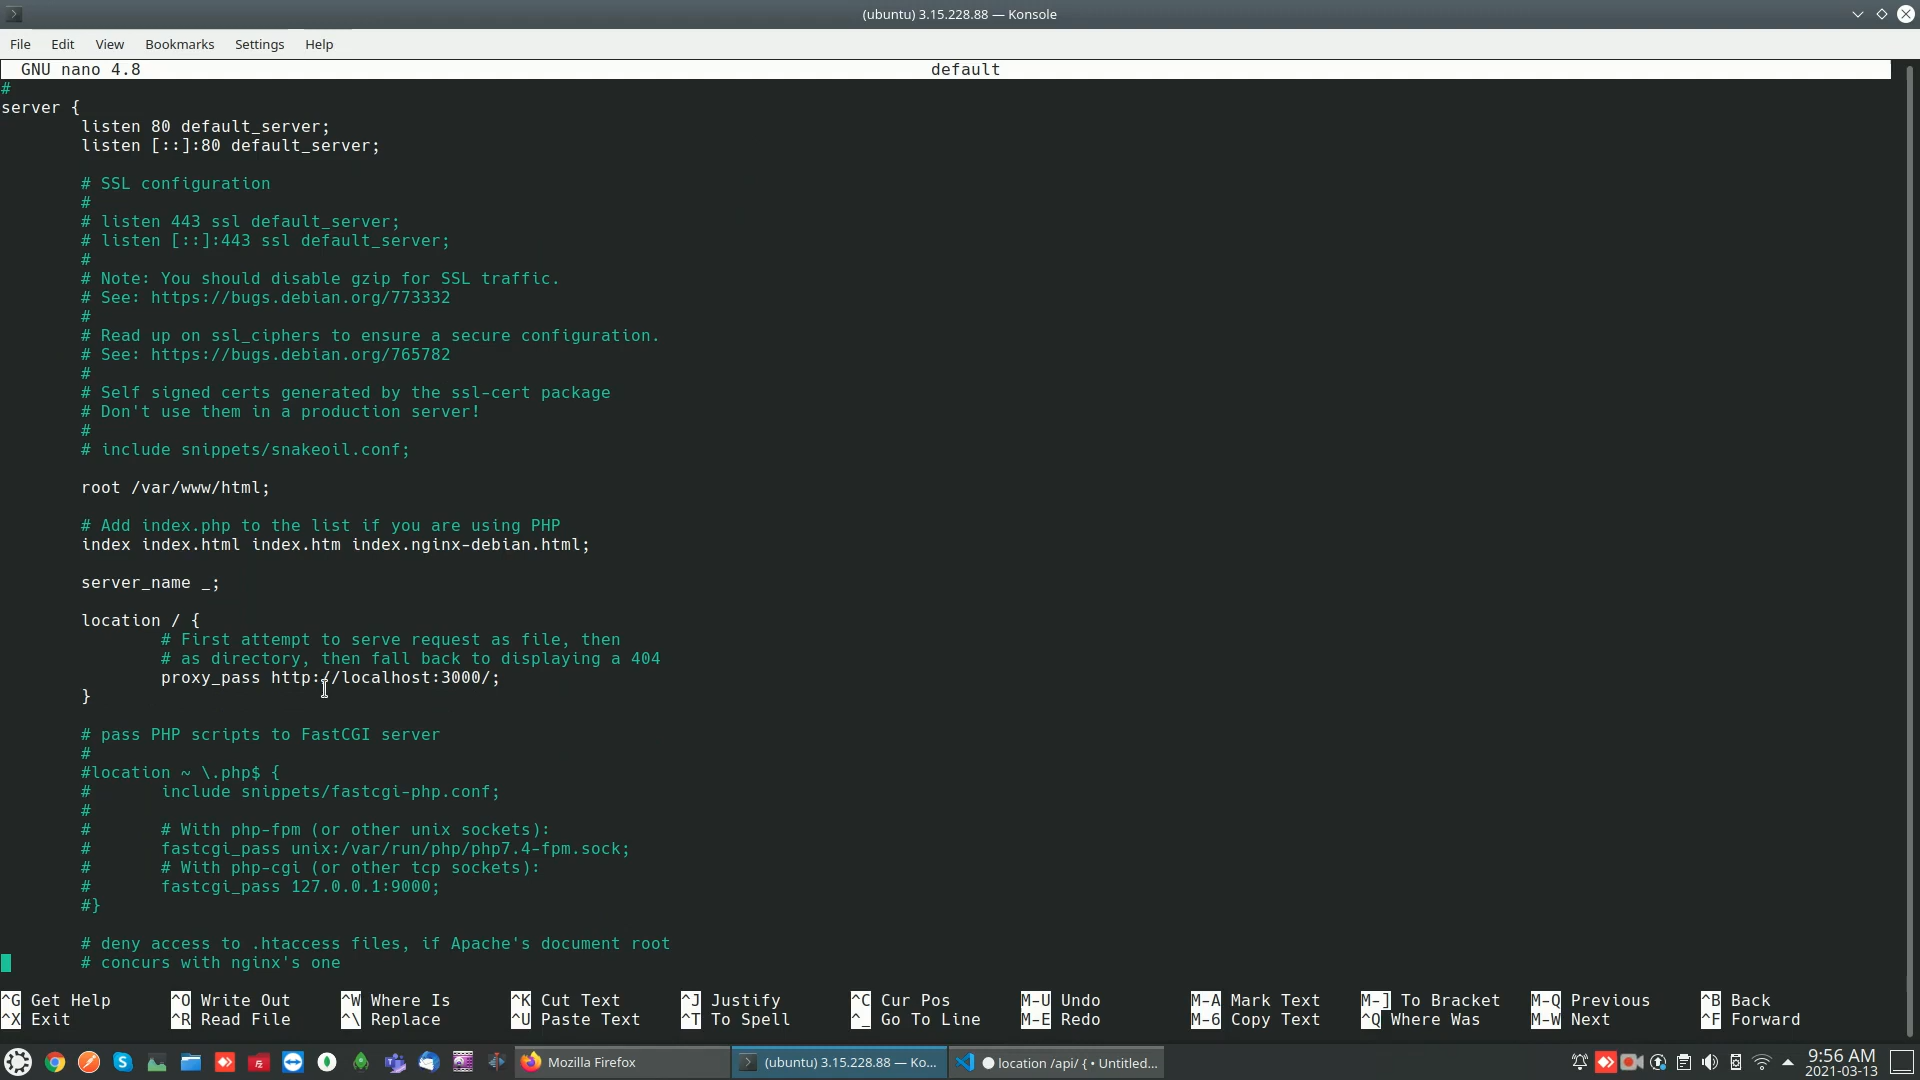 (ubuntu) 3.15.228.88 — Konsole
File Edit View Bookmarks Settings Help
GNU nano 4.8 default
#
server {
listen 80 default_server;
listen [::]:80 default_server;
# SSL configuration
#
# listen 443 ssl default_server;
# listen [::]:443 ssl default_server;
#
# Note: You should disable gzip for SSL traffic.
# See: https://bugs.debian.org/773332
#
# Read up on ssl_ciphers to ensure a secure configuration.
# See: https://bugs.debian.org/765782
#
# Self signed certs generated by the ssl-cert package
# Don't use them in a production server!
#
# include snippets/snakeoil.conf;
root /var/www/html;
# Add index.php to the list if you are using PHP
index index.html index.htm index.nginx-debian.html;
server_name _;
location / {
# First attempt to serve request as file, then
# as directory, then fall back to displaying a 404
proxy_pass http://localhost:3000/;
}
# pass PHP scripts to FastCGI server
#
#location ~ \.php$ {
# include snippets/fastcgi-php.conf;
#
# # With php-fpm (or other unix sockets):
# fastcgi_pass unix:/var/run/php/php7.4-fpm.sock;
# # With php-cgi (or other tcp sockets):
# fastcgi_pass 127.0.0.1:9000;
#}
# deny access to .htaccess files, if Apache's document root
# concurs with nginx's one
^G Get Help ^O Write Out ^W Where Is ^K Cut Text ^J Justify ^C Cur Pos M-U Undo M-A Mark Text M-] To Bracket M-Q Previous ^B Back
^X Exit ^R Read File ^\ Replace ^U Paste Text ^T To Spell ^_ Go To Line M-E Redo M-6 Copy Text ^Q Where Was M-W Next ^F Forward
Mozilla Firefox (ubuntu) 3.15.228.88 — Ko... location /api/ { • Untitled... 9:56 AM
2021-03-13